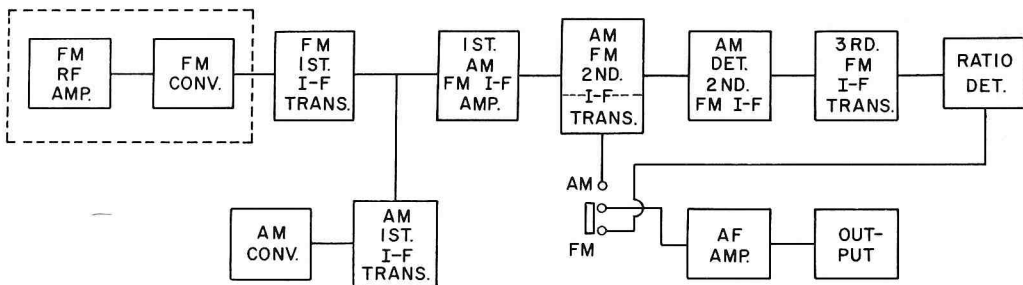 FM
RF
AMP.
FM
CONV.
FM
1ST.
I-F
TRANS.
1ST.
AM
FM I-F
AMP.
AM
FM
2ND.
I-F
TRANS.
AM
DET.
2ND.
FM I-F
3RD.
FM
I-F
TRANS.
RATIO
DET.
AM
CONV.
AM
1ST.
I-F
TRANS.
AM
FM
AF
AMP.
OUT-
PUT